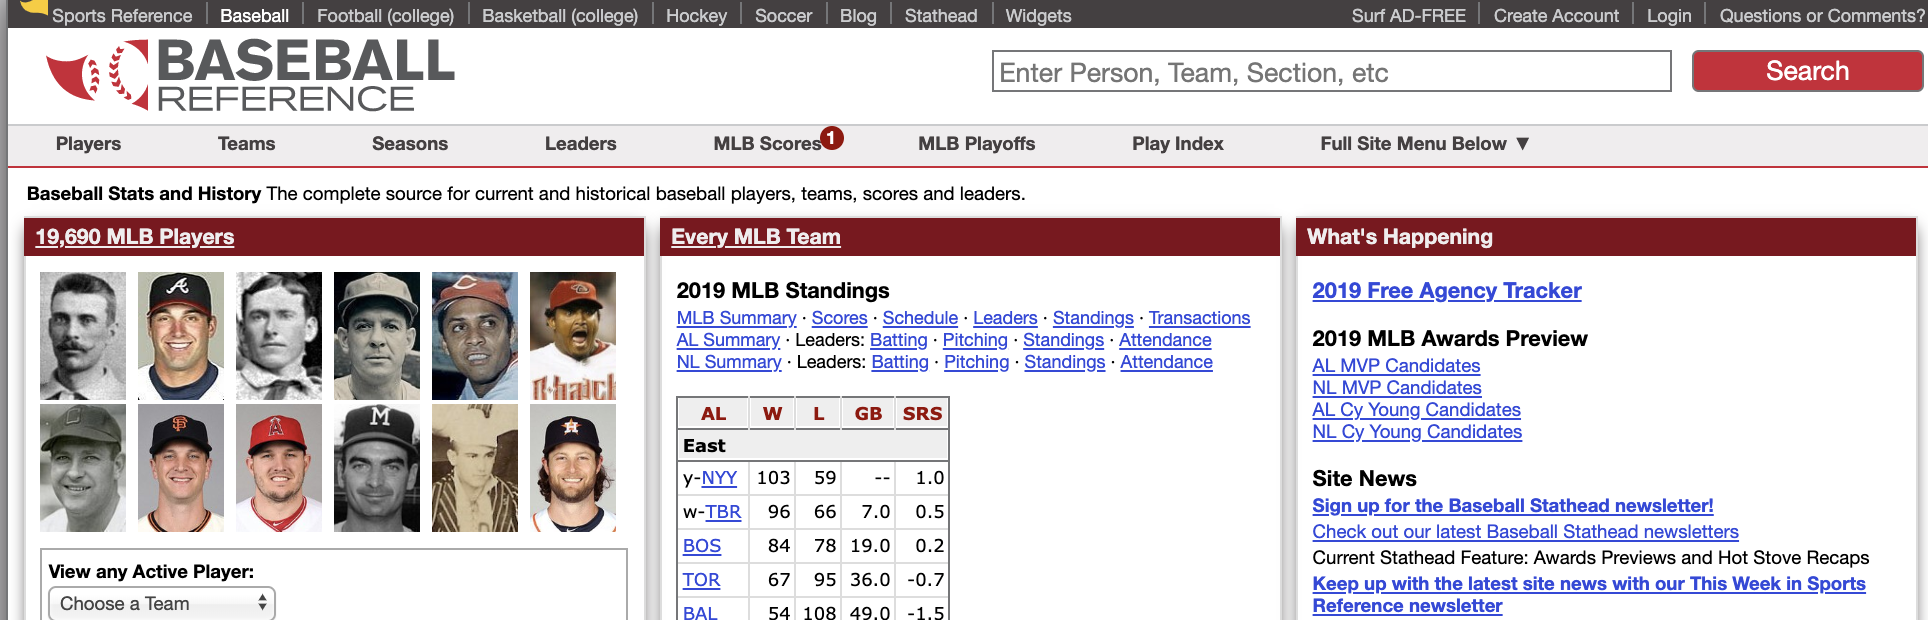 Sports Reference Baseball Football (college) Basketball (college) Hockey Soccer Blog Stathead Widgets Surf AD-FREE Create Account Login Questions or Comments?
BASEBALL
REFERENCE
Enter Person, Team, Section, etc Search
Players Teams Seasons Leaders MLB Scores 1 MLB Playoffs Play Index Full Site Menu Below ▼
Baseball Stats and History The complete source for current and historical baseball players, teams, scores and leaders.
19,690 MLB Players
View any Active Player:
Choose a Team
Every MLB Team
2019 MLB Standings
MLB Summary · Scores · Schedule · Leaders · Standings · Transactions
AL Summary · Leaders: Batting · Pitching · Standings · Attendance
NL Summary · Leaders: Batting · Pitching · Standings · Attendance
AL W L GB SRS
East
y-NYY 103 59 -- 1.0
w-TBR 96 66 7.0 0.5
BOS 84 78 19.0 0.2
TOR 67 95 36.0 -0.7
BAL 54 108 49.0 -1.5
What's Happening
2019 Free Agency Tracker
2019 MLB Awards Preview
AL MVP Candidates
NL MVP Candidates
AL Cy Young Candidates
NL Cy Young Candidates
Site News
Sign up for the Baseball Stathead newsletter!
Check out our latest Baseball Stathead newsletters
Current Stathead Feature: Awards Previews and Hot Stove Recaps
Keep up with the latest site news with our This Week in Sports
Reference newsletter